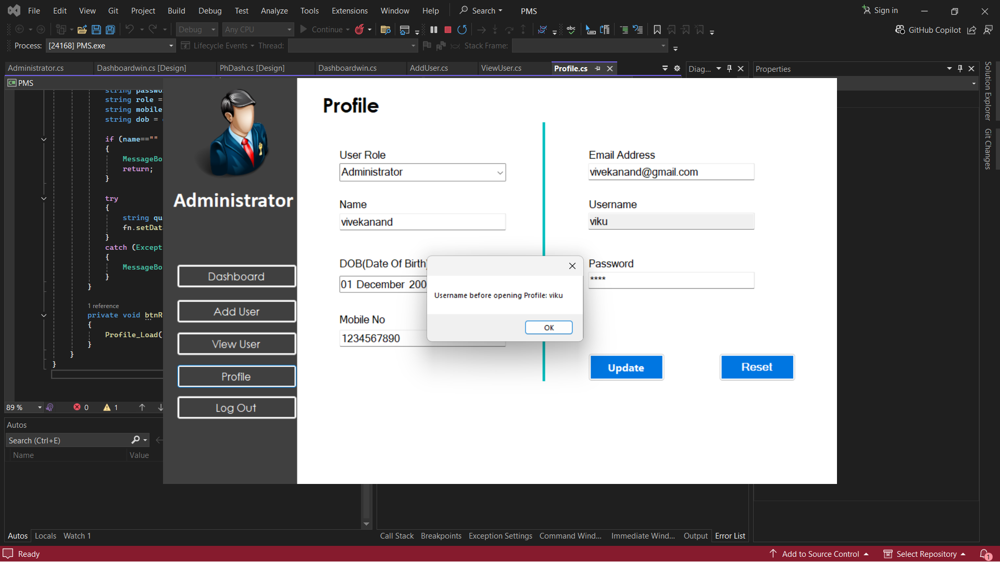 File Edit View Git Project Build Debug Test Analyze Tools Extensions Window Help Search PMS Sign in
Debug Any CPU Continue GitHub Copilot
Process: [24168] PMS.exe Lifecycle Events Thread: Stack Frame:
Administrator.cs Dashboardwin.cs [Design] PhDash.cs [Design] Dashboardwin.cs AddUser.cs ViewUser.cs Profile.cs Diag... Properties
C# PMS
string passwo
string role =
string mobile
string dob =
if (name==""
{
MessageBo
return;
}
try
{
string qu
fn.setDat
}
catch (Except
{
MessageBo
}
}
1 reference
private void btnR
{
Profile_Load(
}
}
}
89 % 0 1
Autos
Search (Ctrl+E)
Name Value
Administrator
Dashboard
Add User
View User
Profile
Log Out
Profile
User Role
Administrator
Name
vivekanand
DOB(Date Of Birth)
01 December 200
Mobile No
1234567890
Email Address
vivekanand@gmail.com
Username
viku
Password
****
Update Reset
Username before opening Profile: viku
OK
Solution Explorer
Git Changes
Autos Locals Watch 1
Call Stack Breakpoints Exception Settings Command Wind... Immediate Wind... Output Error List
Ready Add to Source Control Select Repository 1